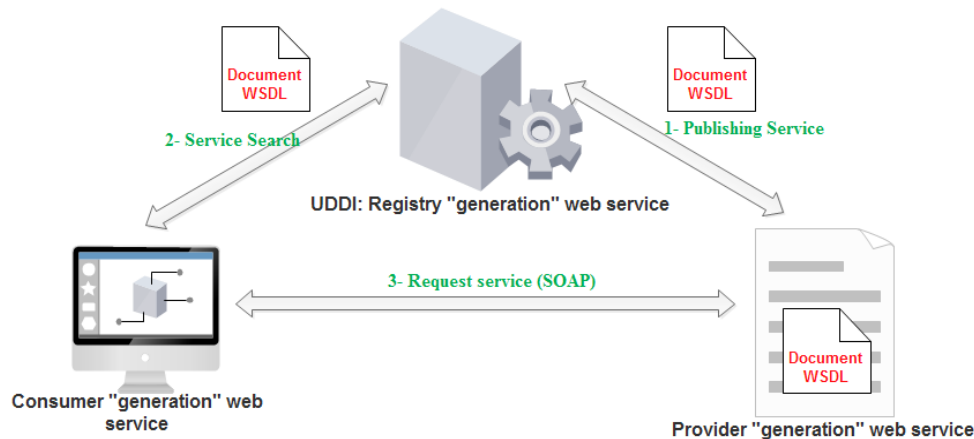 Document
WSDL
Document
WSDL
2- Service Search
1- Publishing Service
UDDI: Registry "generation" web service
3- Request service (SOAP)
Document
WSDL
Consumer "generation" web
service
Provider "generation" web service